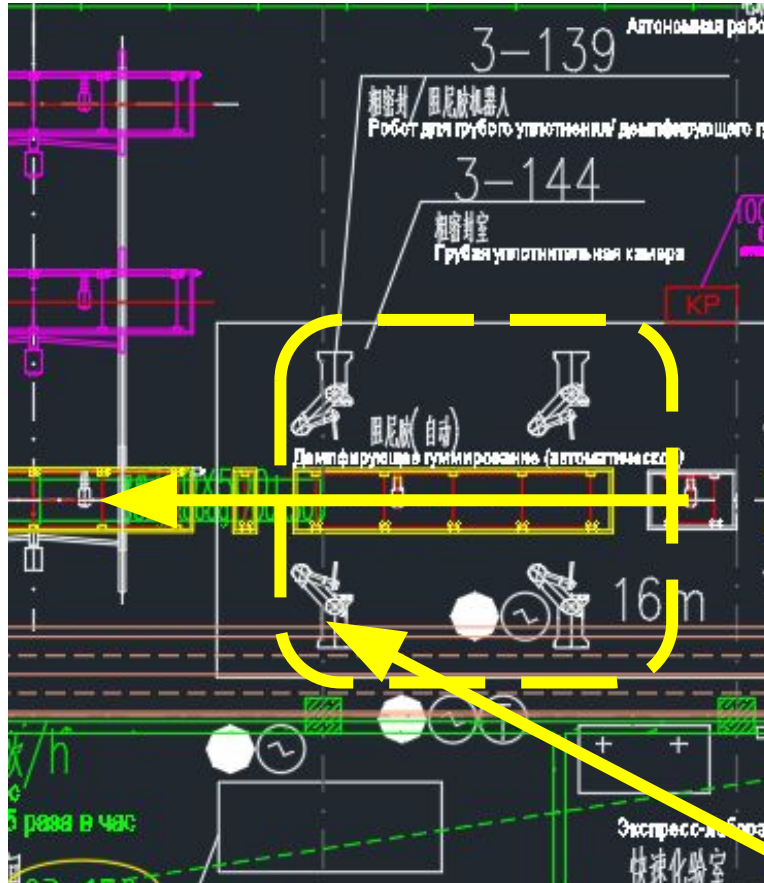 Автономная рабо
3-139
粗密封/阻尼胶机器人
Робот для грубого уплотнения/демпфирующего г
3-144
粗密封室
Грубая уплотнительная камера
KP
阻尼胶(自动)
Демпфирующее гуммирование (автоматическое)
16m
/h
с
5 раза в час
Экспресс-лабора
快速化验室